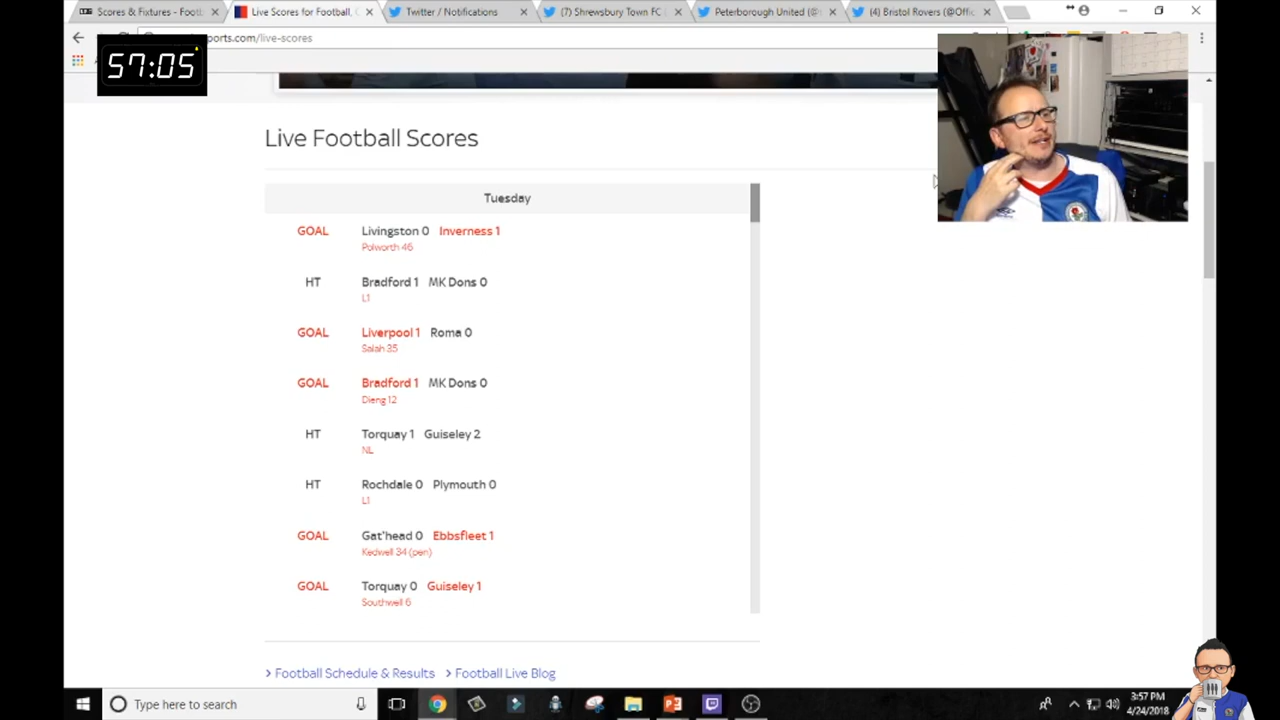 Scores & Fixtures - Footb
Live Scores for Football,
Twitter / Notifications
(7) Shrewsbury Town FC
Peterborough United (@
(4) Bristol Rovers (@Offic
57:05
ports.com/live-scores
Live Football Scores
Tuesday
GOAL Livingston 0 Inverness 1
Polworth 46
HT Bradford 1 MK Dons 0
L1
GOAL Liverpool 1 Roma 0
Salah 35
GOAL Bradford 1 MK Dons 0
Dieng 12
HT Torquay 1 Guiseley 2
NL
HT Rochdale 0 Plymouth 0
L1
GOAL Gat'head 0 Ebbsfleet 1
Kedwell 34 (pen)
GOAL Torquay 0 Guiseley 1
Southwell 6
> Football Schedule & Results > Football Live Blog
Type here to search
3:57 PM
4/24/2018